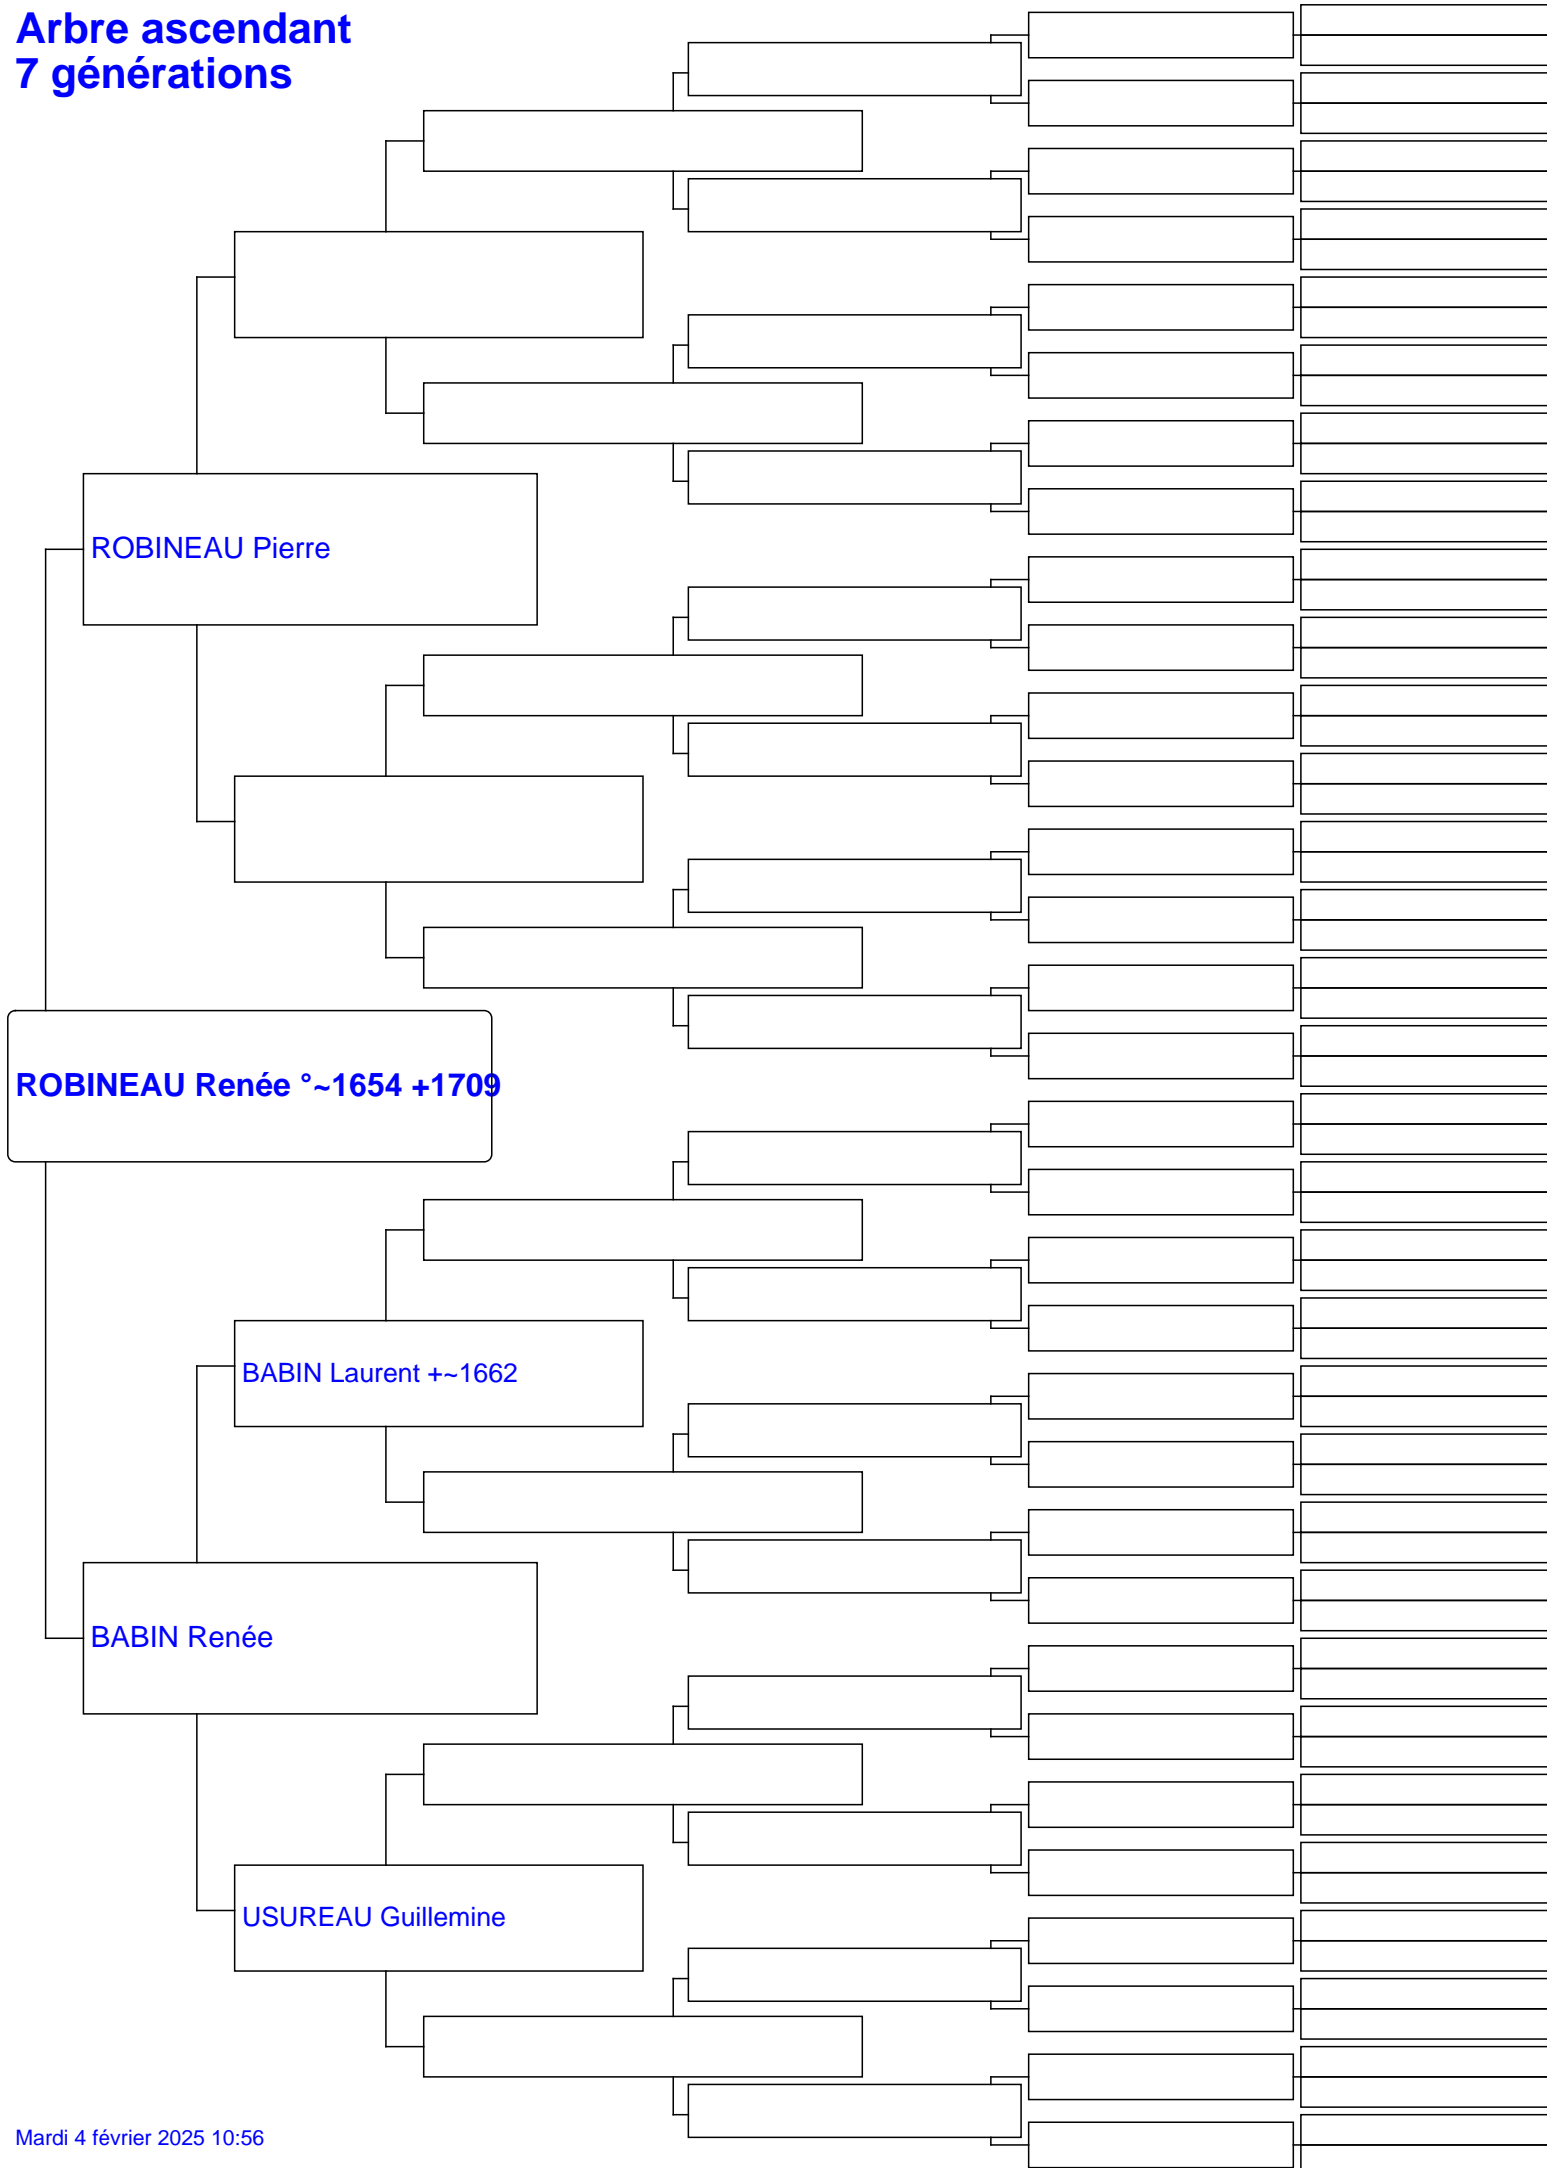 Arbre ascendant
7 générations
ROBINEAU Pierre
ROBINEAU Renée °~1654 +1709
BABIN Laurent +~1662
BABIN Renée
USUREAU Guillemine
Mardi 4 février 2025 10:56